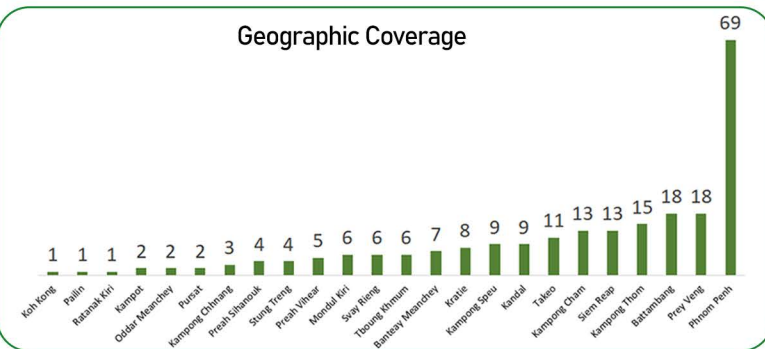 Geographic Coverage
69
1 1 1 2 2 2 3 4 4 5 6 6 6 7 8 9 9 11 13 13 15 18 18
Koh Kong
Pailin
Ratanak Kiri
Kampot
Oddar Meanchey
Pursat
Kampong Chhnang
Preah Sihanouk
Stung Treng
Preah Vihear
Mondul Kiri
Svay Rieng
Tboung Khmum
Banteay Meanchey
Kratie
Kampong Speu
Kandal
Takeo
Kampong Cham
Siem Reap
Kampong Thom
Battambang
Prey Veng
Phnom Penh